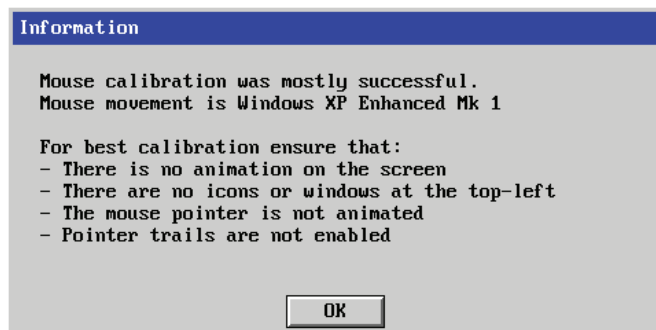 Information
Mouse calibration was mostly successful.
Mouse movement is Windows XP Enhanced Mk 1
For best calibration ensure that:
- There is no animation on the screen
- There are no icons or windows at the top-left
- The mouse pointer is not animated
- Pointer trails are not enabled
OK